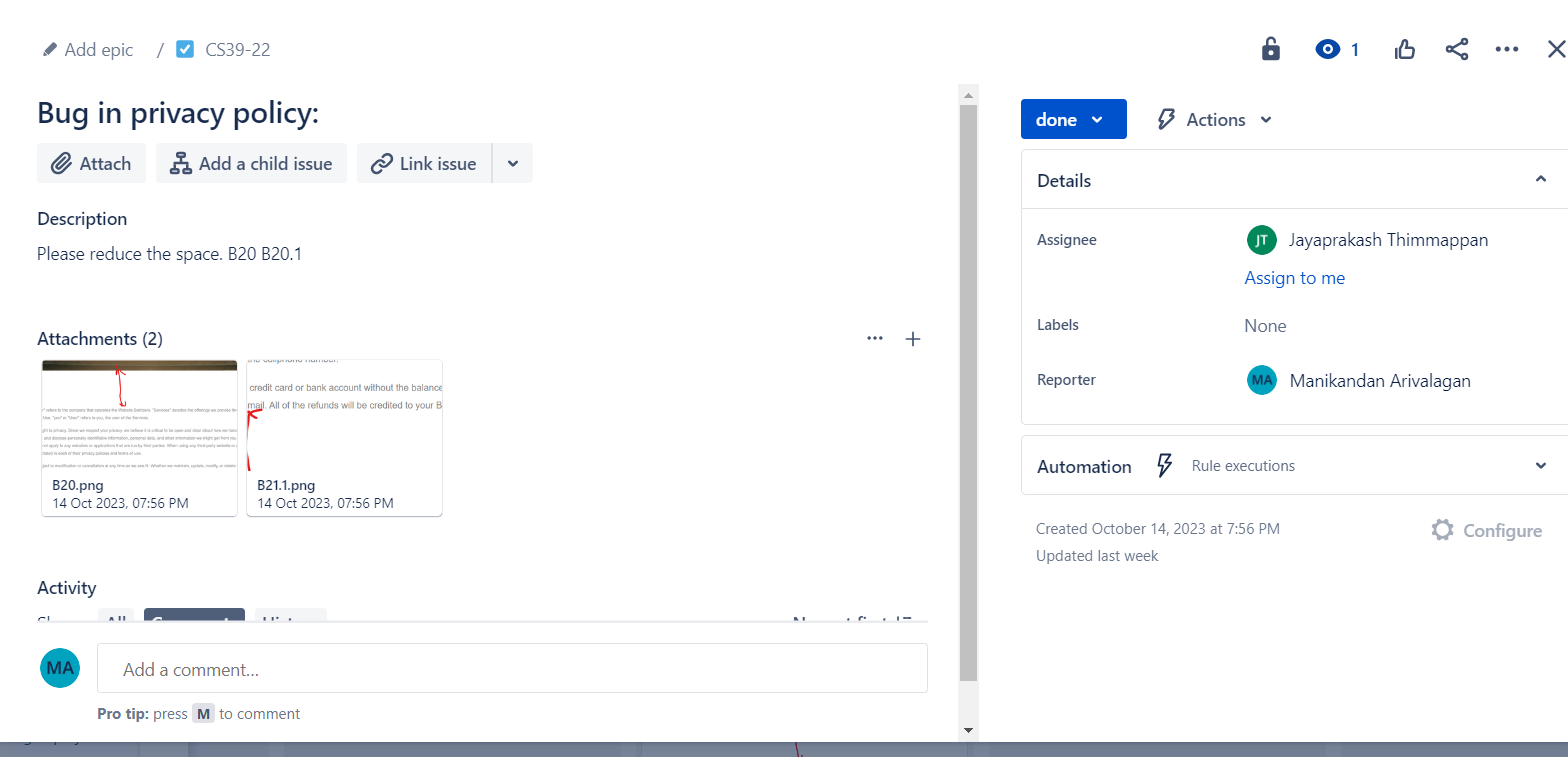 Add epic / CS39-22
1
Bug in privacy policy:
Attach
Add a child issue
Link issue
Description
Please reduce the space. B20 B20.1
Attachments (2)
credit card or bank account without the balance
mail. All of the refunds will be credited to your B
B20.png
14 Oct 2023, 07:56 PM
B21.1.png
14 Oct 2023, 07:56 PM
Activity
MA
Add a comment...
Pro tip: press M to comment
done
Actions
Details
Assignee
JT Jayaprakash Thimmappan
Assign to me
Labels
None
Reporter
MA Manikandan Arivalagan
Automation
Rule executions
Created October 14, 2023 at 7:56 PM
Updated last week
Configure